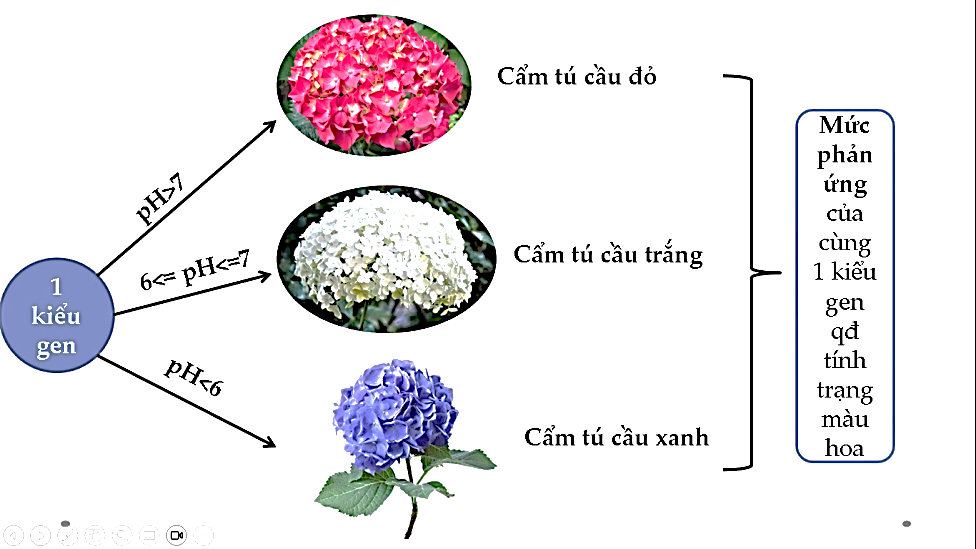 pH>7
Cẩm tú cầu đỏ
6<= pH<=7
Cẩm tú cầu trắng
1
kiểu
gen
pH<6
Cẩm tú cầu xanh
Mức
phản
ứng
của
cùng
1 kiểu
gen
qđ
tính
trạng
màu
hoa